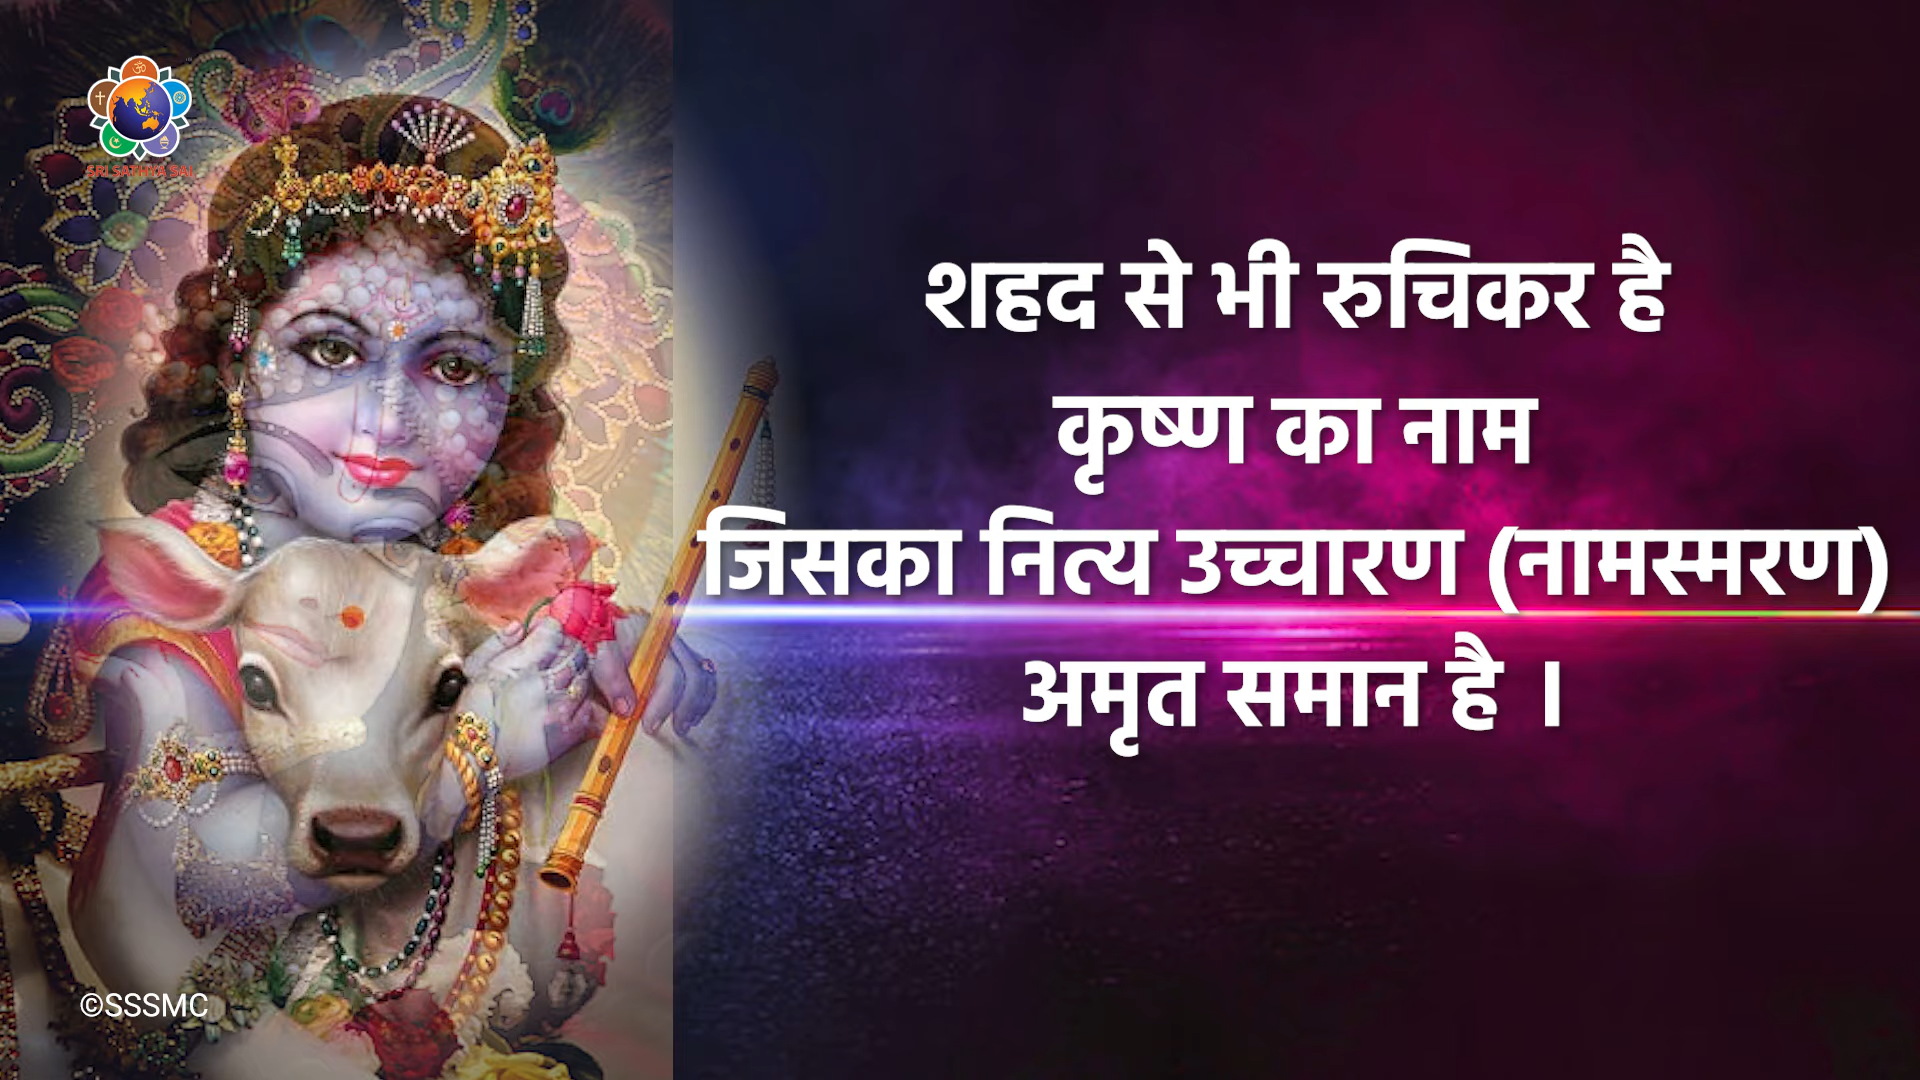 SRI SATHYA SAI
शहद से भी रुचिकर है
कृष्ण का नाम
जिसका नित्य उच्चारण (नामस्मरण)
अमृत समान है ।
©SSSMC